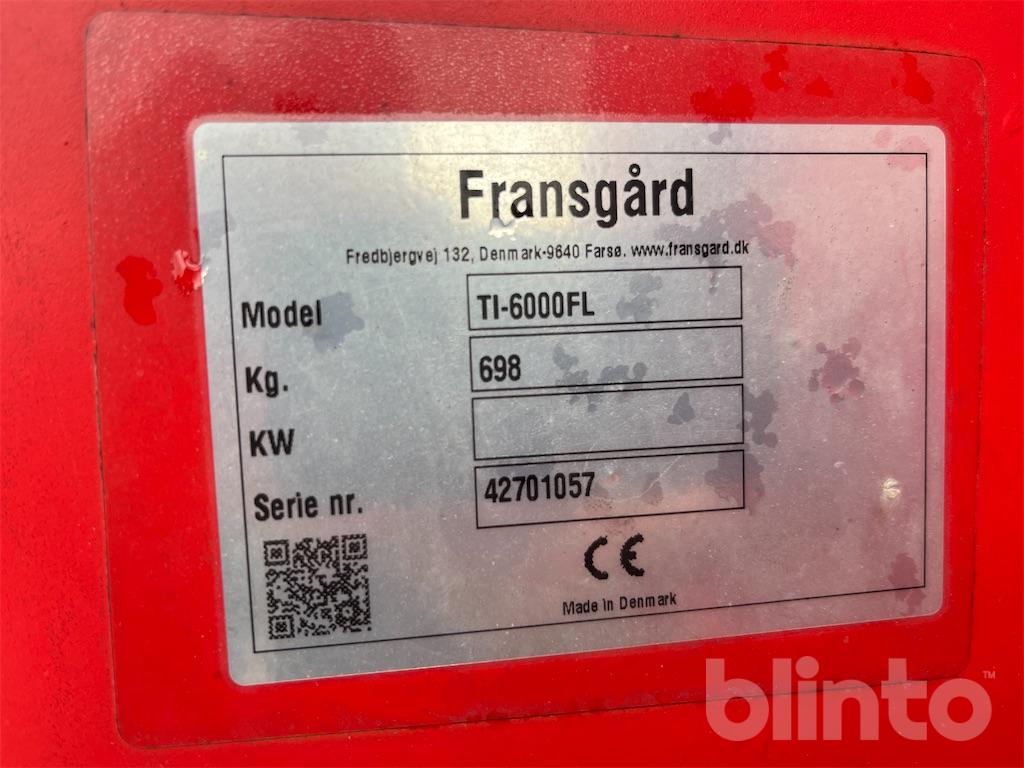 Fransgård
Fredbjergvej 132, Denmark-9640 Farsø. www.fransgard.dk
Model TI-6000FL
Kg. 698
KW
Serie nr. 42701057
CE
Made in Denmark
blinto™